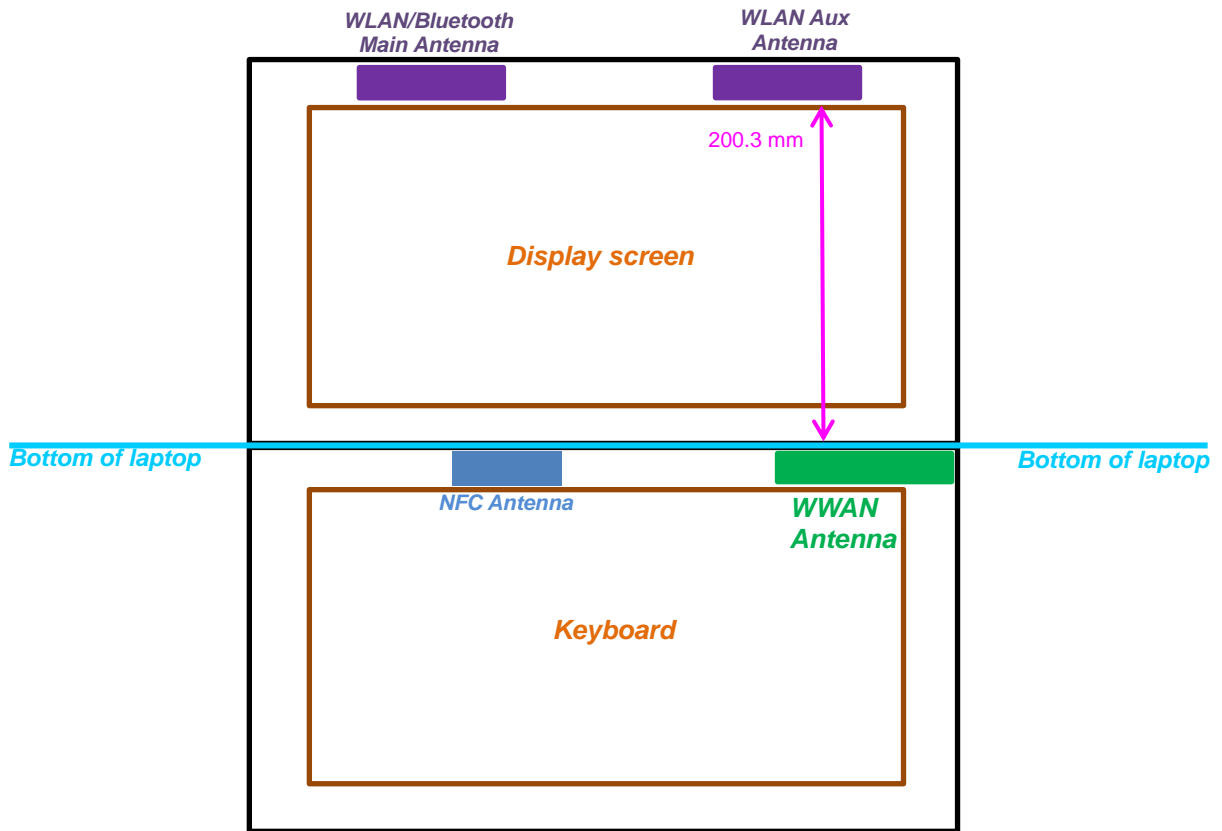 WLAN/Bluetooth
Main Antenna
WLAN Aux
Antenna
200.3 mm
Display screen
Bottom of laptop
Bottom of laptop
NFC Antenna
WWAN
Antenna
Keyboard